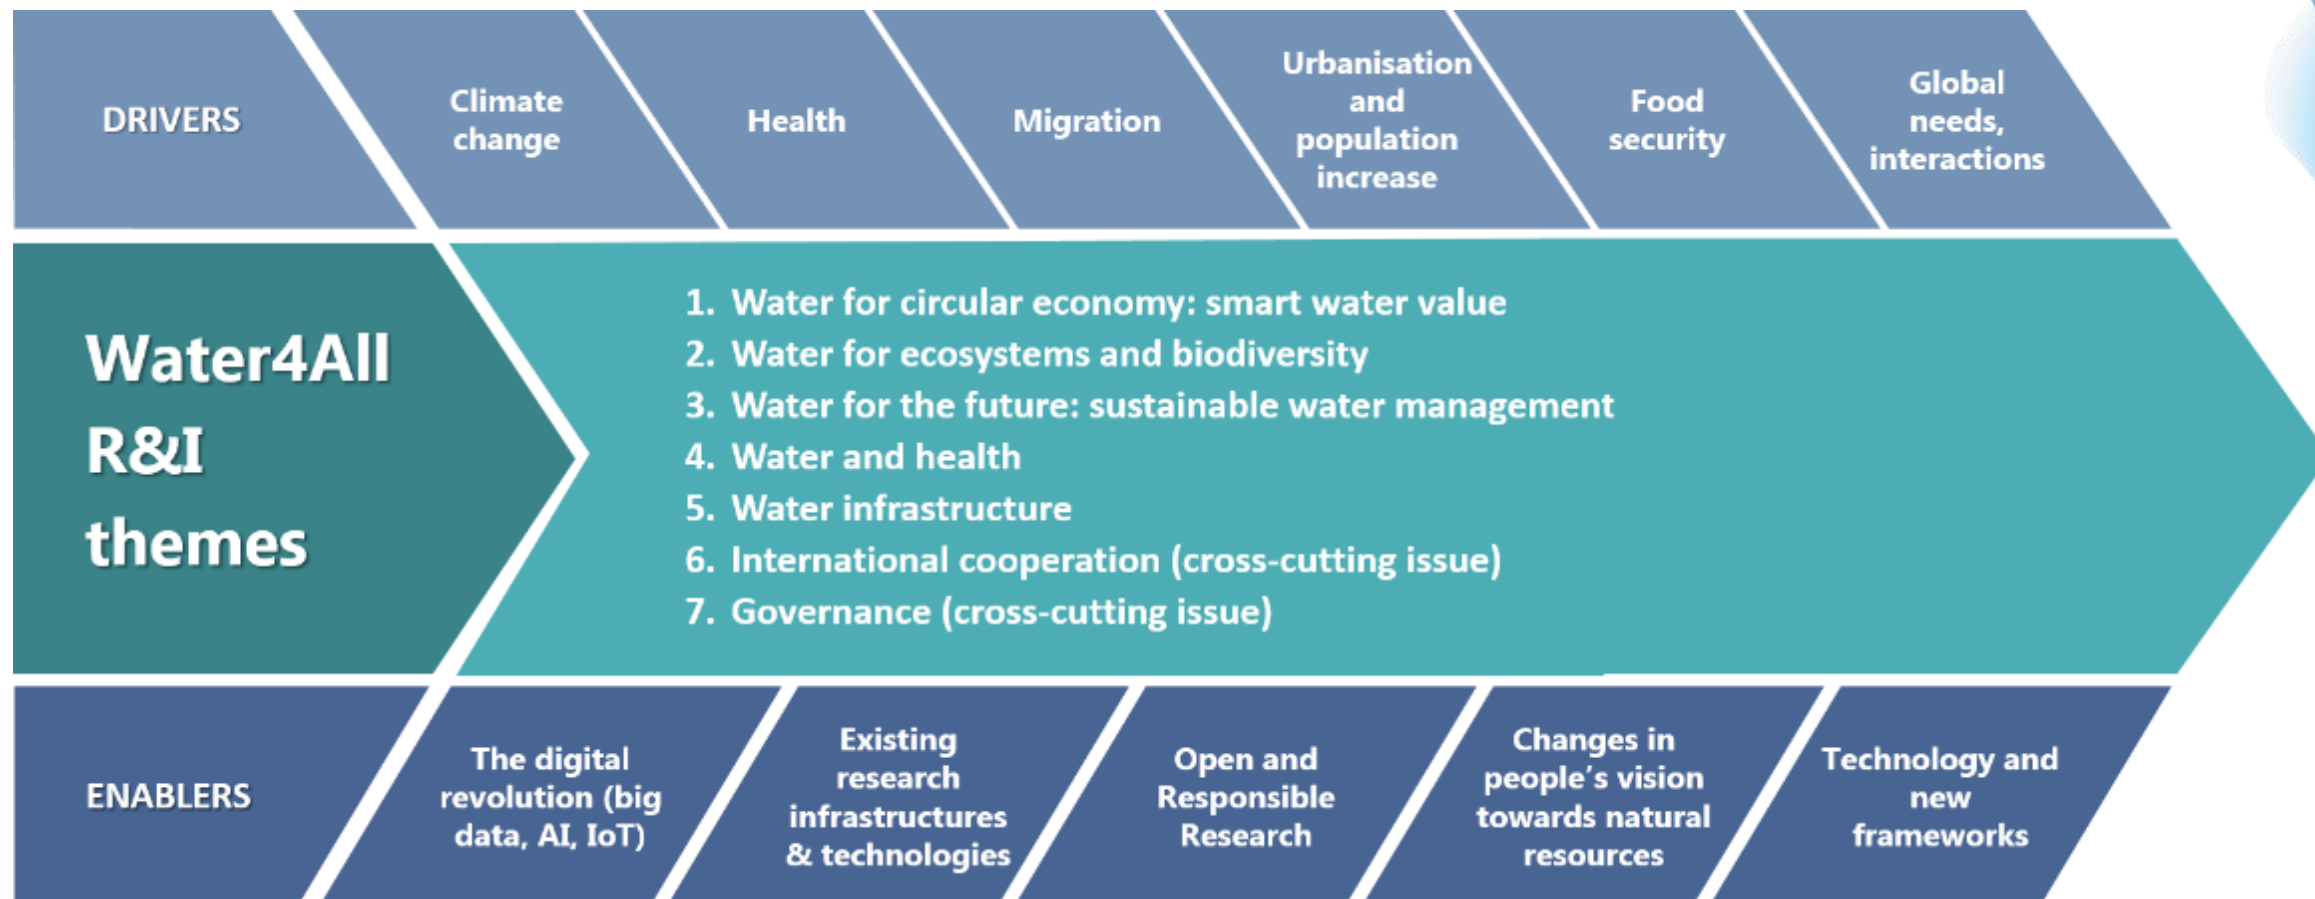 DRIVERS
Climate
change
Health
Migration
Urbanisation
and
population
increase
Food
security
Global
needs,
interactions
Water4All
R&I
themes
1. Water for circular economy: smart water value
2. Water for ecosystems and biodiversity
3. Water for the future: sustainable water management
4. Water and health
5. Water infrastructure
6. International cooperation (cross-cutting issue)
7. Governance (cross-cutting issue)
ENABLERS
The digital
revolution (big
data, AI, IoT)
Existing
research
infrastructures
& technologies
Open and
Responsible
Research
Changes in
people’s vision
towards natural
resources
Technology and
new
frameworks